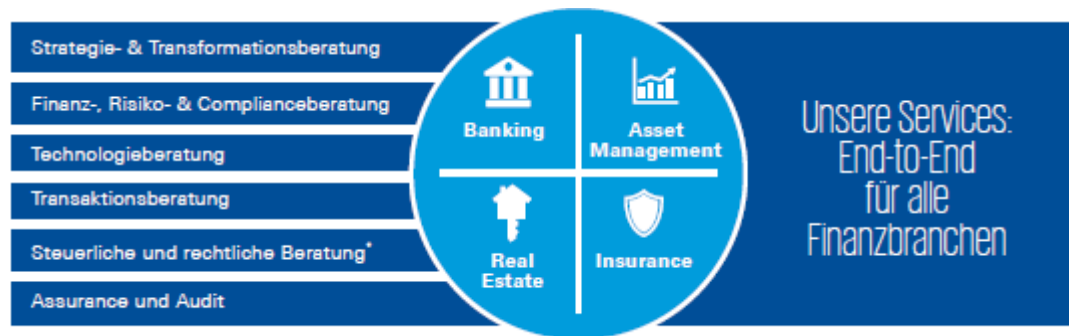 Strategie- & Transformationsberatung
Finanz-, Risiko- & Complianceberatung
Technologieberatung
Transaktionsberatung
Steuerliche und rechtliche Beratung*
Assurance und Audit
Banking
Asset
Management
Real
Estate
Insurance
Unsere Services:
End-to-End
für alle
Finanzbranchen